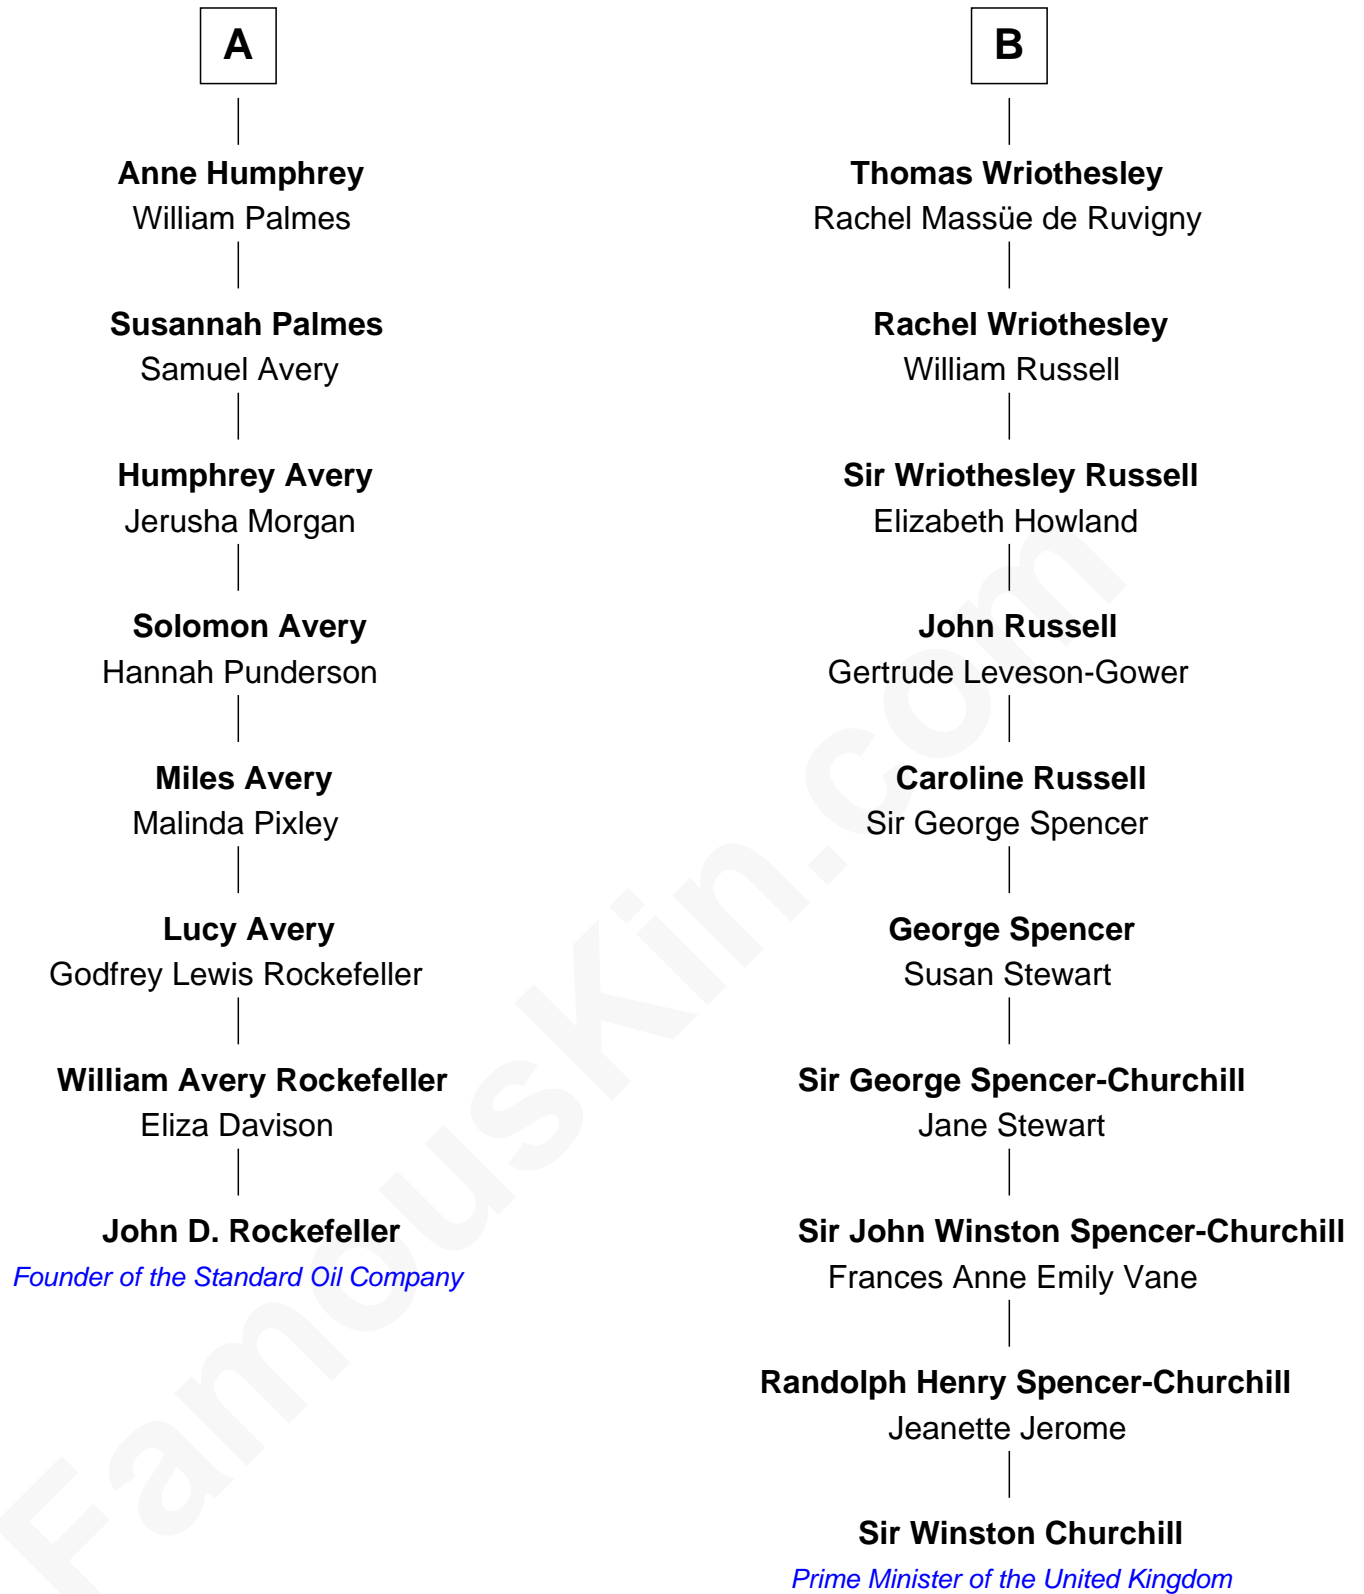 A
Anne Humphrey
William Palmes
Susannah Palmes
Samuel Avery
Humphrey Avery
Jerusha Morgan
Solomon Avery
Hannah Punderson
Miles Avery
Malinda Pixley
Lucy Avery
Godfrey Lewis Rockefeller
William Avery Rockefeller
Eliza Davison
John D. Rockefeller
Founder of the Standard Oil Company
B
Thomas Wriothesley
Rachel Massüe de Ruvigny
Rachel Wriothesley
William Russell
Sir Wriothesley Russell
Elizabeth Howland
John Russell
Gertrude Leveson-Gower
Caroline Russell
Sir George Spencer
George Spencer
Susan Stewart
Sir George Spencer-Churchill
Jane Stewart
Sir John Winston Spencer-Churchill
Frances Anne Emily Vane
Randolph Henry Spencer-Churchill
Jeanette Jerome
Sir Winston Churchill
Prime Minister of the United Kingdom
FamousKin.com